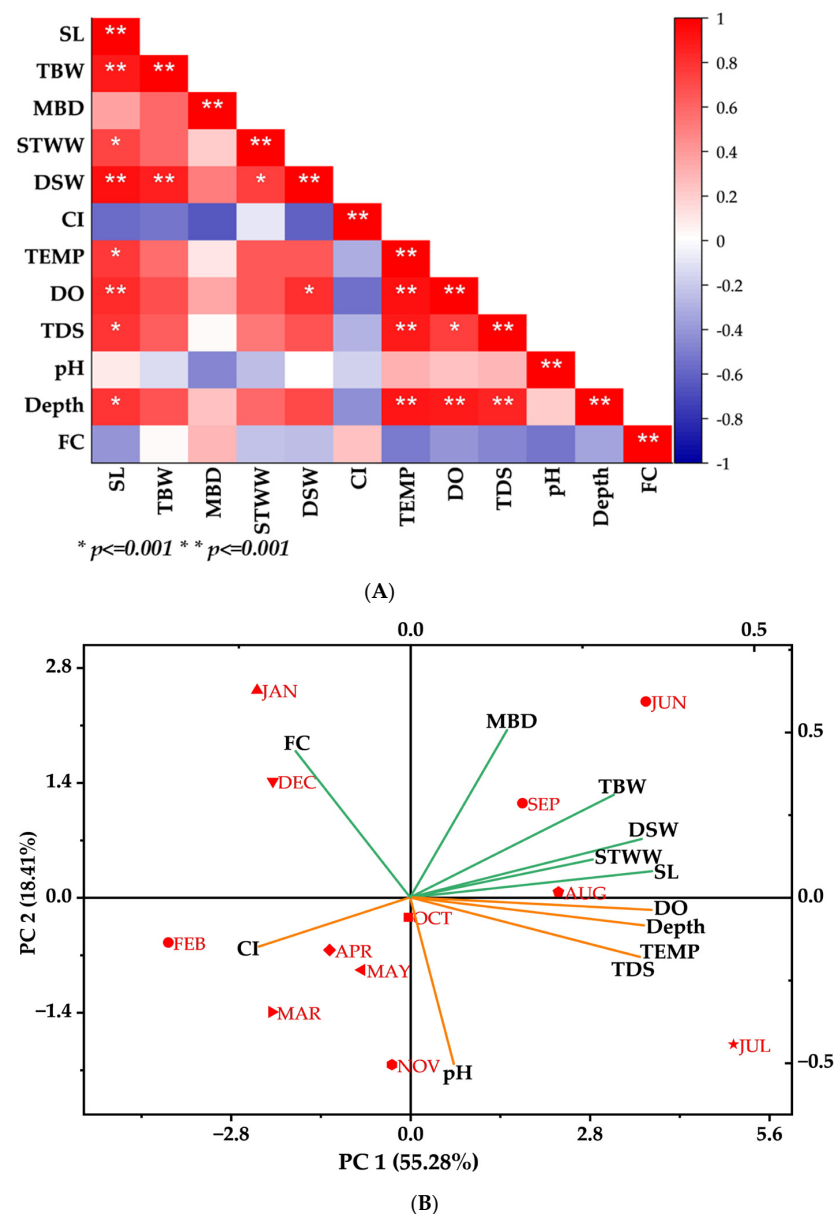 SL ** 1
TBW ** ** 0.8
MBD ** 0.6
STWW * ** 0.4
DSW ** ** * ** 0.2
CI ** 0
TEMP * ** -0.2
DO ** * ** ** -0.4
TDS * ** * ** -0.6
pH ** -0.8
Depth * ** ** ** ** -1
FC **
SL TBW MBD STWW DSW CI TEMP DO TDS pH Depth FC
* p<=0.001 * * p<=0.001
(A)
0.0 0.5
2.8
JAN
JUN
MBD
FC
0.5
1.4
DEC
TBW
SEP
DSW
STWW
SL
AUG
0.0
0.0
DO
OCT
Depth
FEB
CI
APR
TEMP
MAY
TDS
−1.4
MAR
JUL
NOV
pH
−0.5
PC 2 (18.41%)
−2.8 0.0 2.8 5.6
PC 1 (55.28%)
(B)